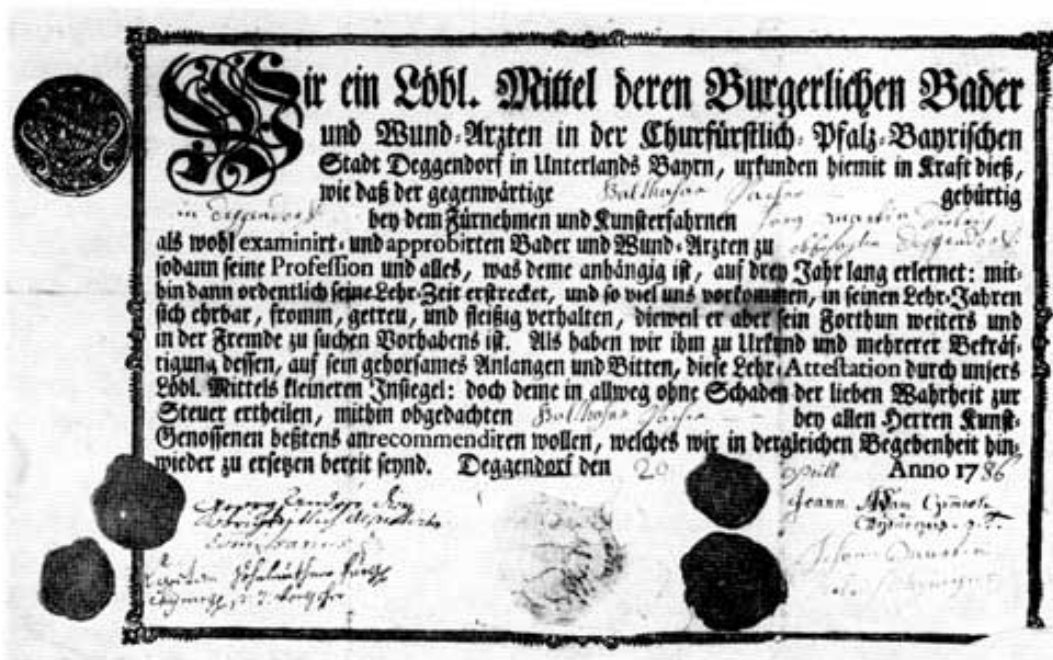 Wir ein Löbl. Mittel deren Burgerlichen Bader
und Wund-Arzten in der Churfürstlich-Pfalz-Bayrischen
Stadt Deggendorf in Unterlands Bayrn, urkunden hiemit in Kraft dieß,
wie daß der gegenwärtige Balthasar gebürtig
in Deggendorf bey dem Fürnehmen und Kunsterfahrnen Martin
als wohl examinirt- und approbirten Bader und Wund-Arzten zu Deggendorf
sodann seine Profession und alles, was deme anhängig ist, auf drey Jahr lang erlernet: mit-
hin dann ordentlich seine Lehr-Zeit erstrecket, und so viel uns vorkommen, in seinen Lehr-Jahren
sich ehrbar, fromm, getreu, und fleißig verhalten, dieweil er aber sein Forthun weiters und
in der Fremde zu suchen Vorhabens ist. Als haben wir ihm zu Urkund und mehrerer Bekräf-
tigung dessen, auf sein gehorsames Anlangen und Bitten, diese Lehr-Attestation durch unsers
Löbl. Mittels kleineren Insiegel: doch deme in allweg ohne Schaden der lieben Wahrheit zur
Steuer ertheilen, mithin obgedachten Balthasar bey allen Herren Kunst-
Genossenen beßtens anrecommendiren wollen, welches wir in dergleichen Begebenheit hin-
wieder zu ersetzen bereit seynd. Deggendorf den 20 April Anno 1786